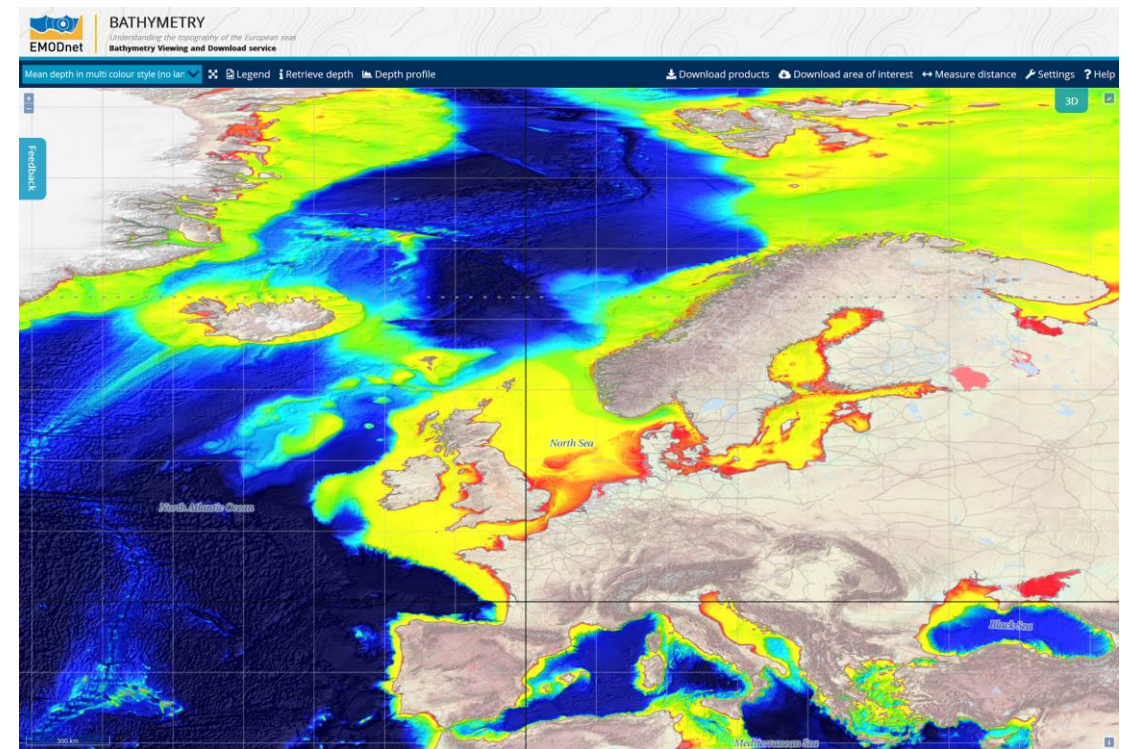 EMODnet
BATHYMETRY
Understanding the topography of the European seas
Bathymetry Viewing and Download service
Mean depth in multi colour style (no lar
Legend
Retrieve depth
Depth profile
Download products
Download area of interest
Measure distance
Settings
? Help
3D
Feedback
North Sea
North Atlantic Ocean
Black Sea
Mediterranean Sea
500 km